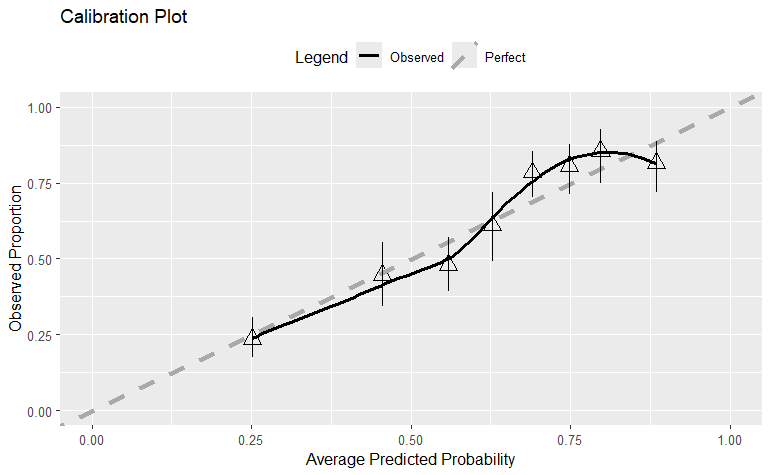 Calibration Plot
Legend Observed Perfect
1.00
0.75
0.50
0.25
0.00
Observed Proportion
0.00 0.25 0.50 0.75 1.00
Average Predicted Probability